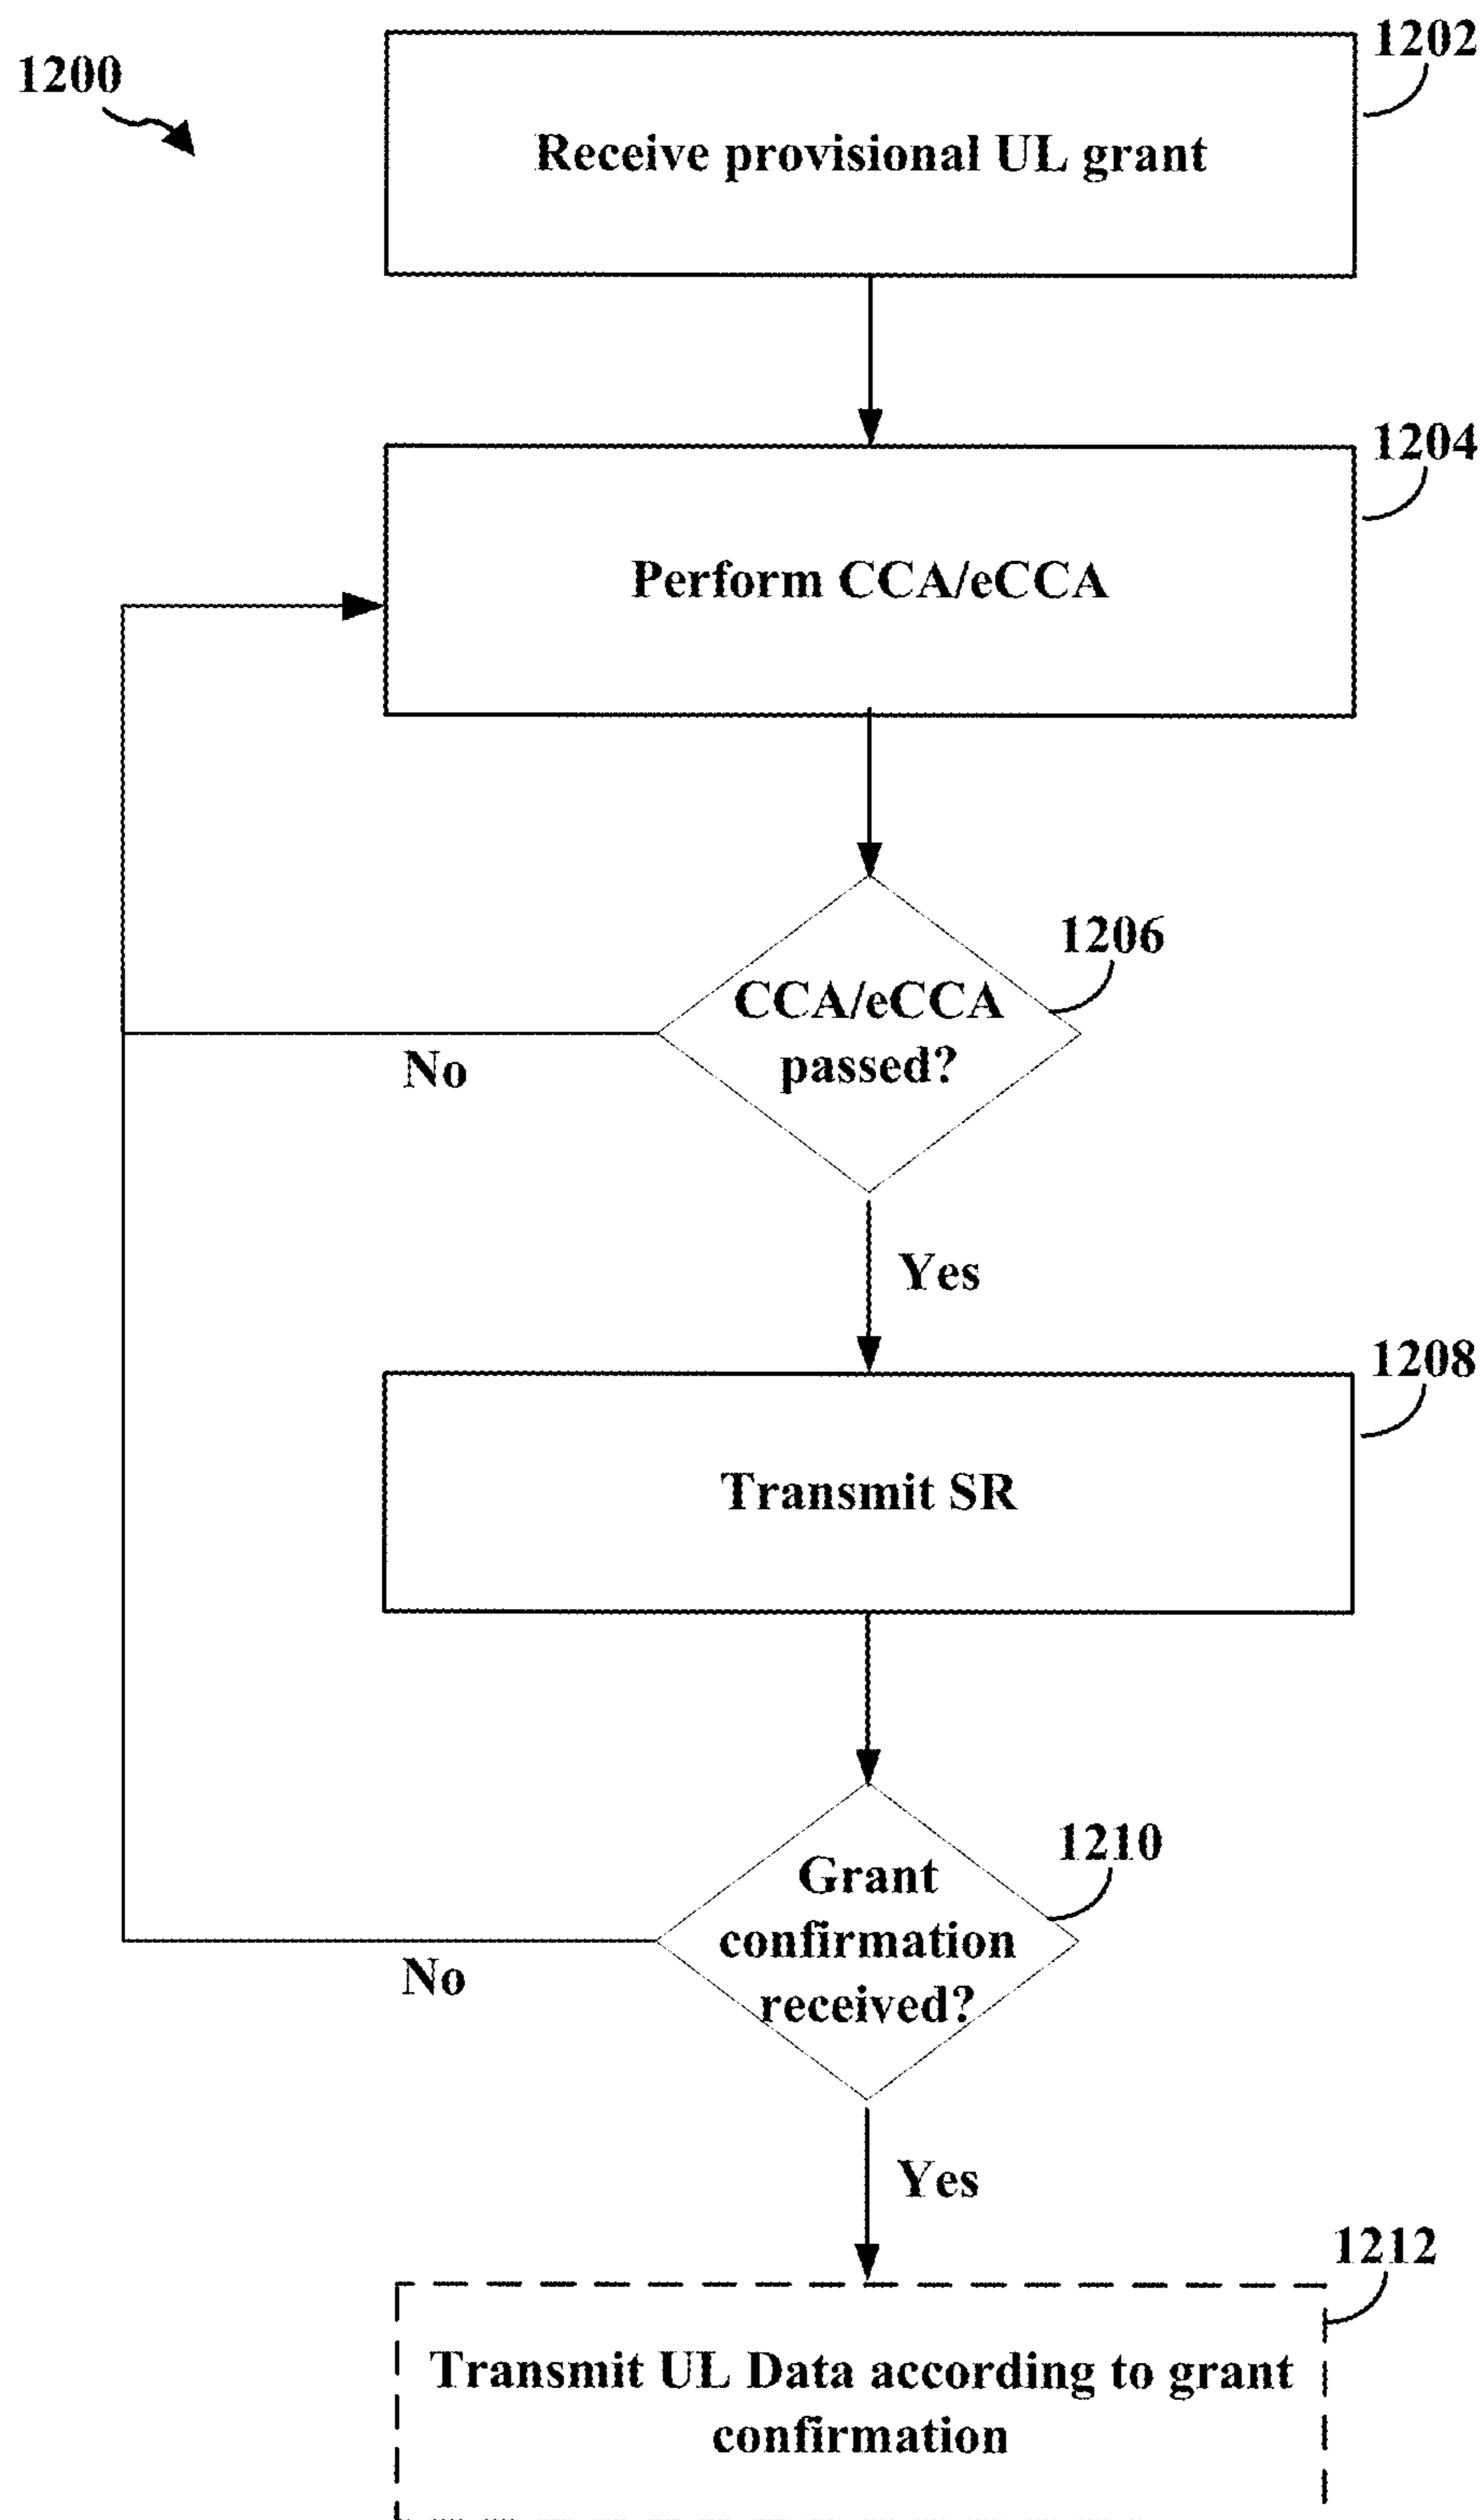 1200
1202
Receive provisional UL grant
1204
Perform CCA/eCCA
1206
CCA/eCCA
passed?
No
Yes
1208
Transmit SR
1210
Grant
confirmation
received?
No
Yes
1212
Transmit UL Data according to grant
confirmation